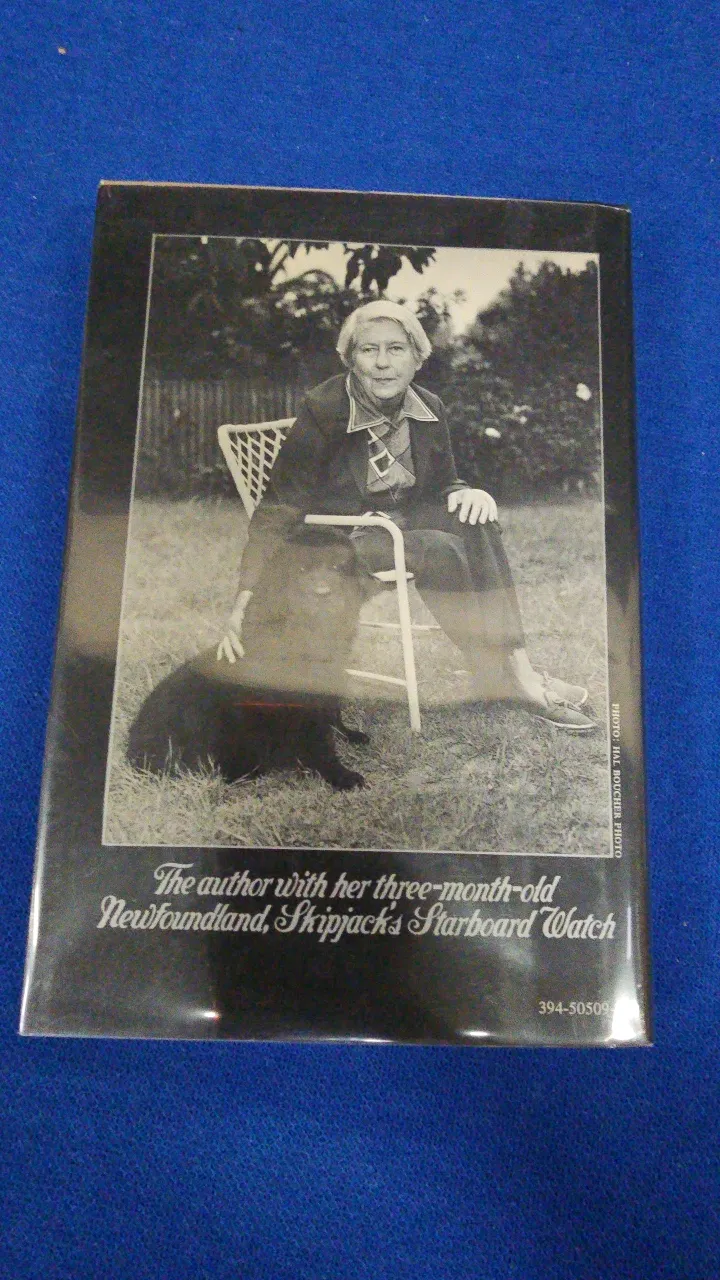 PHOTO: HAL BOUCHER PHOTO
The author with her three-month-old
Newfoundland, Skipjack's Starboard Watch
394-50509-